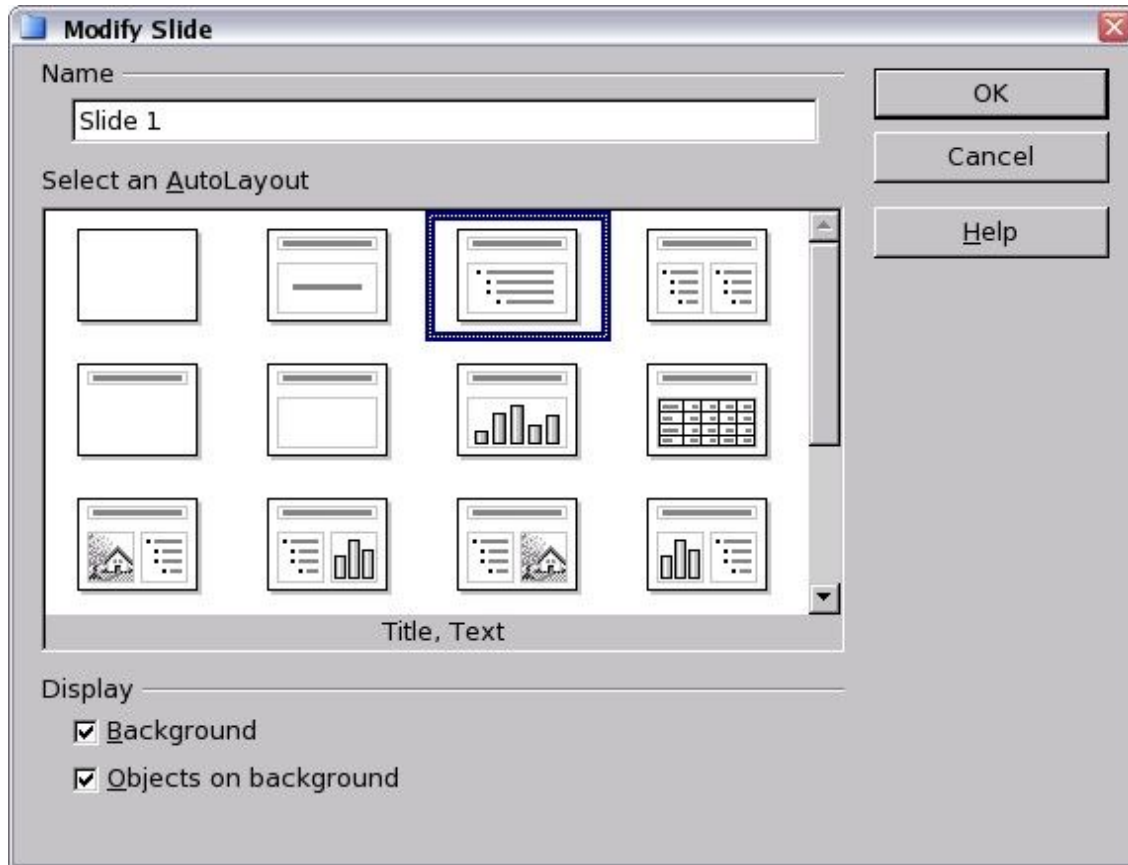 Modify Slide
Name
OK
Slide 1
Cancel
Select an AutoLayout
Help
Title, Text
Display
Background
Objects on background